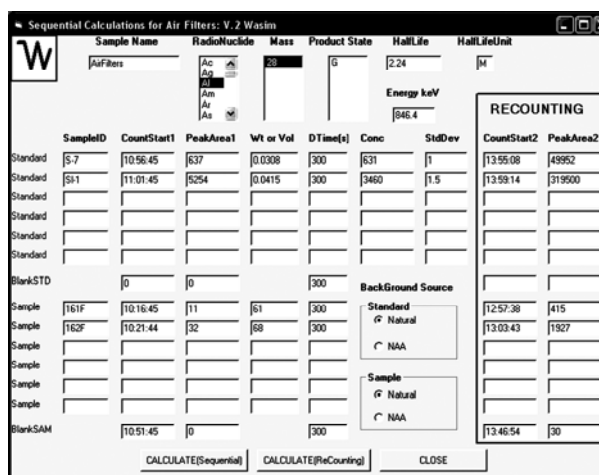 Sequential Calculations for Air Filters: V.2 Wasim
W
Sample Name RadioNuclide Mass Product State HalfLife HalfLifeUnit
AirFilters Ac Ag Al Am Ar As 28 G 2.24 M
Energy keV
846.4
RECOUNTING
SampleID CountStart1 PeakArea1 Wt or Vol DTime[s] Conc StdDev CountStart2 PeakArea2
Standard S-7 10:56:45 637 0.0308 300 631 1 13:55:08 49952
Standard SI-1 11:01:45 5254 0.0415 300 3460 1.5 13:59:14 319500
Standard
Standard
Standard
Standard
BlankSTD 0 0 300
BackGround Source
Sample 161F 10:16:45 11 61 300 12:57:38 415
Sample 162F 10:21:44 32 68 300 13:03:43 1927
Sample
Sample
Sample
Sample
Standard
Natural
NAA
Sample
Natural
NAA
BlankSAM 10:51:45 0 300 13:46:54 30
CALCULATE(Sequential) CALCULATE(ReCounting) CLOSE